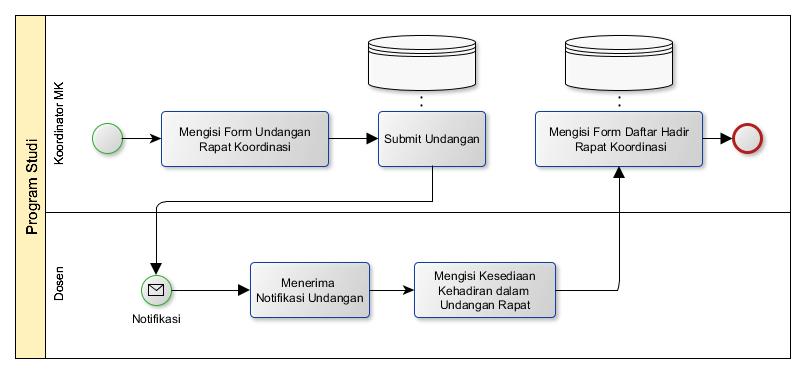 Program Studi
Koordinator MK
Mengisi Form Undangan
Rapat Koordinasi
Submit Undangan
Mengisi Form Daftar Hadir
Rapat Koordinasi
Dosen
Notifikasi
Menerima
Notifikasi Undangan
Mengisi Kesediaan
Kehadiran dalam
Undangan Rapat